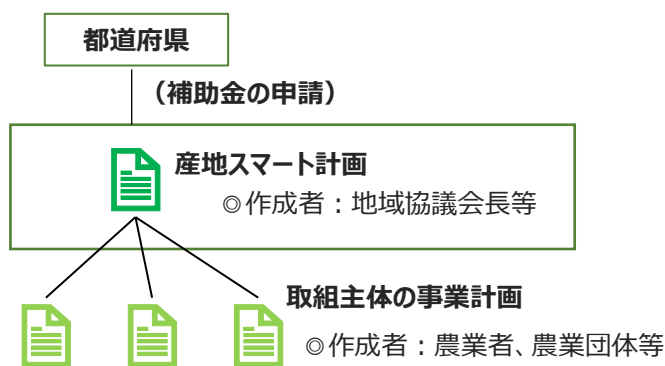 都道府県
（補助金の申請）
産地スマート計画
◎作成者：地域協議会長等
取組主体の事業計画
◎作成者：農業者、農業団体等